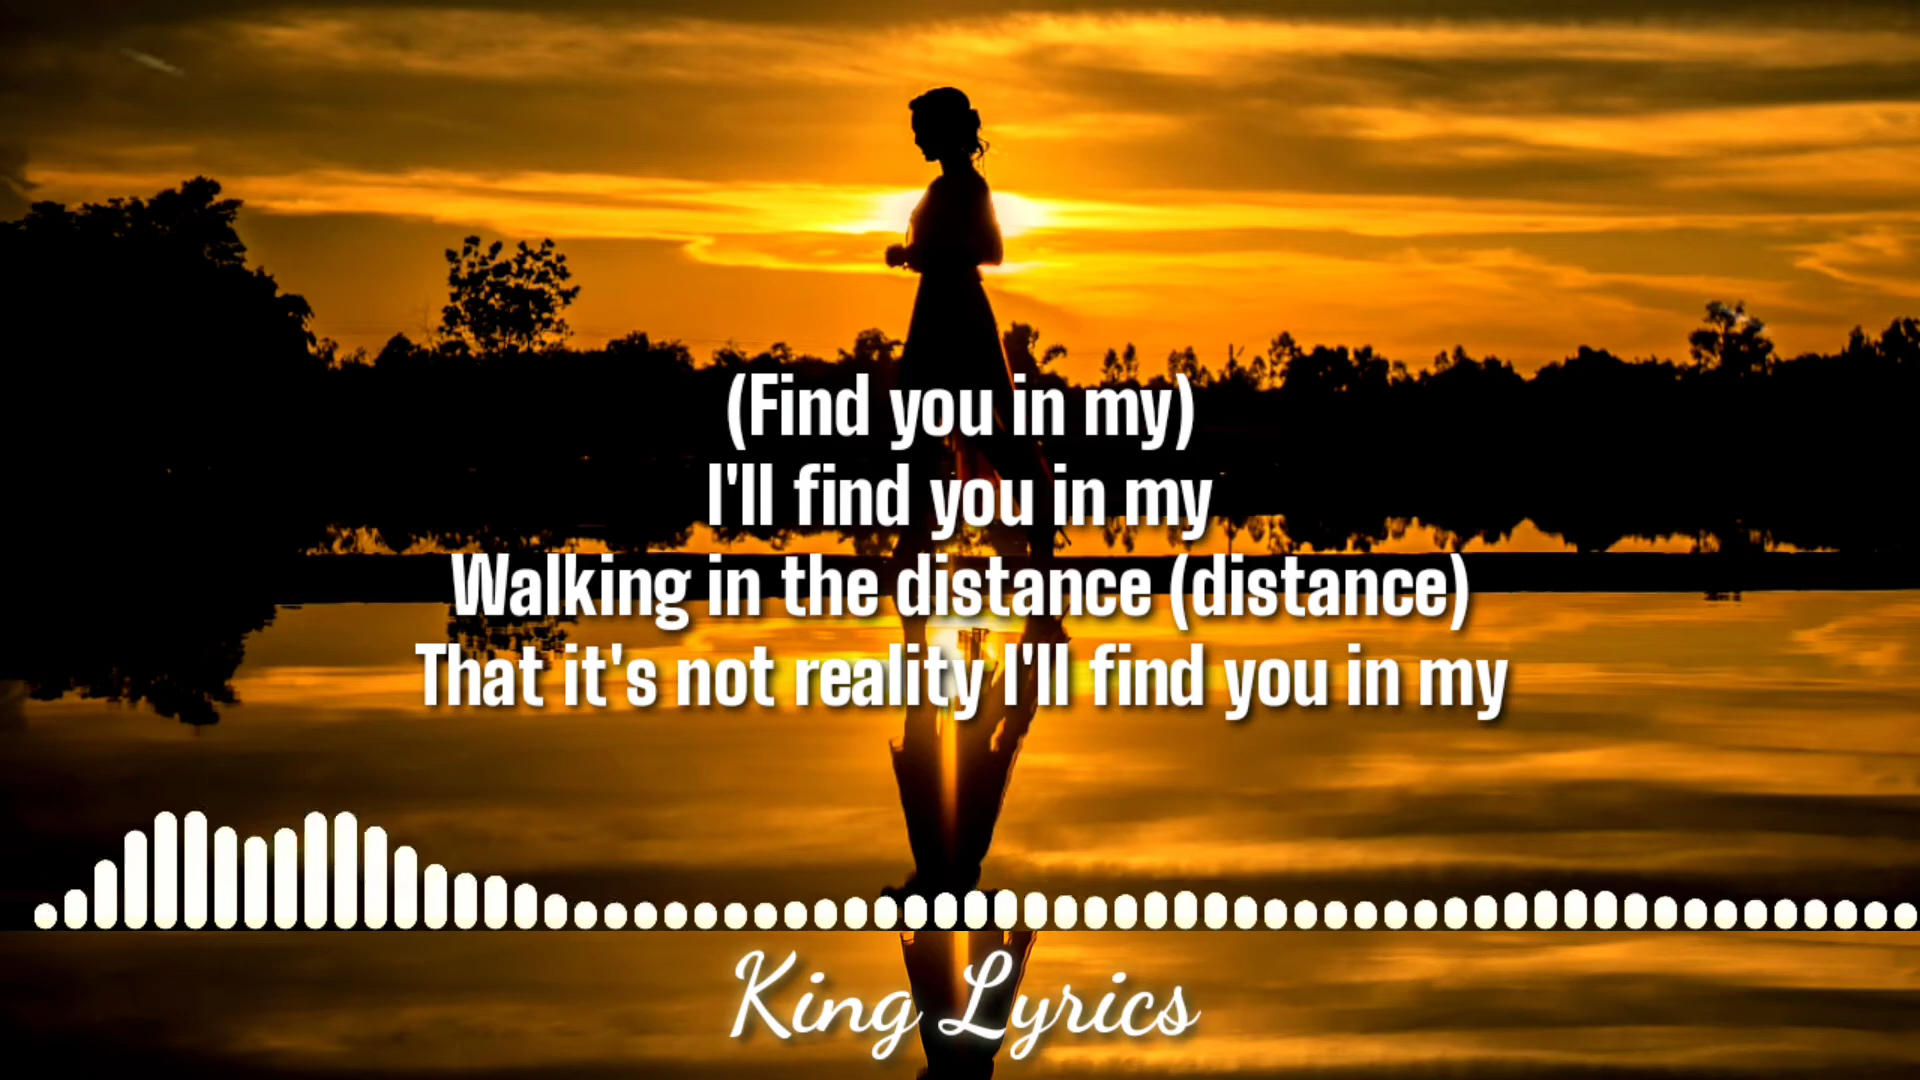 (Find you in my)
I'll find you in my
Walking in the distance (distance)
That it's not reality I'll find you in my
King Lyrics